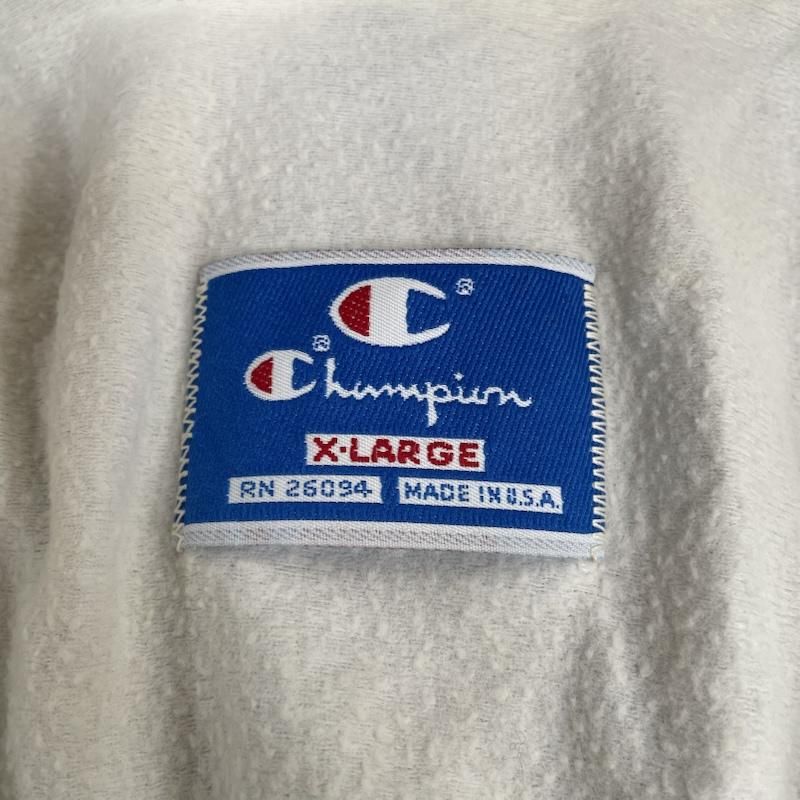 ®
®
Champion
X-LARGE
RN 26094
MADE IN U.S.A.